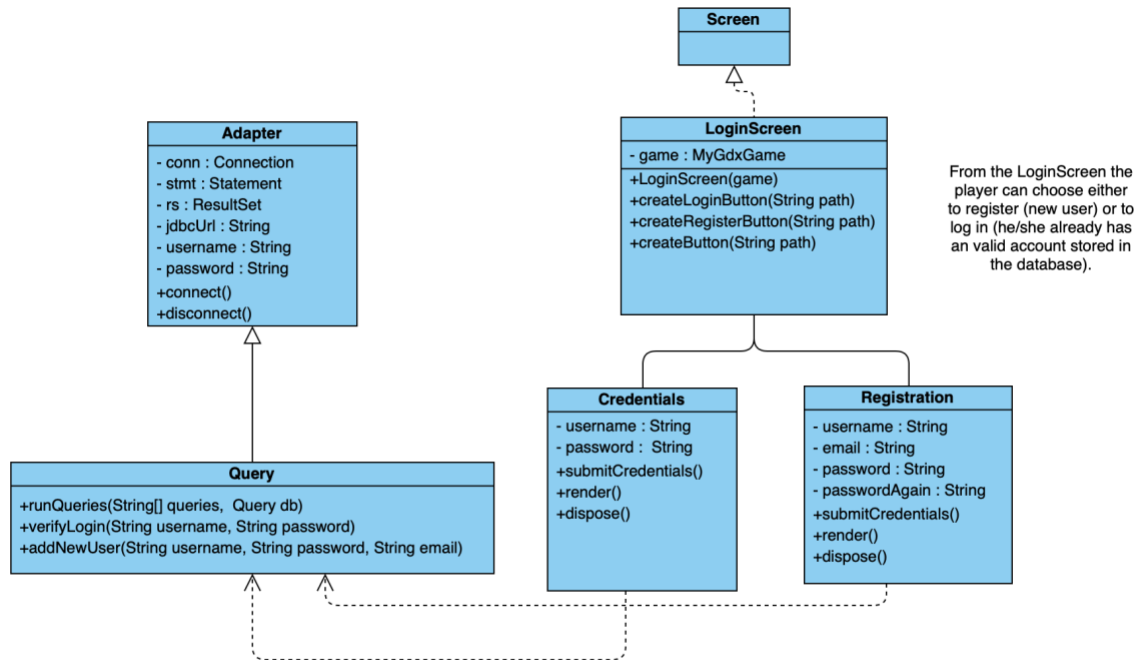 Screen
Adapter
- conn : Connection
- stmt : Statement
- rs : ResultSet
- jdbcUrl : String
- username : String
- password : String
+connect()
+disconnect()
LoginScreen
- game : MyGdxGame
+LoginScreen(game)
+createLoginButton(String path)
+createRegisterButton(String path)
+createButton(String path)
From the LoginScreen the
player can choose either
to register (new user) or to
log in (he/she already has
an valid account stored in
the database).
Query
+runQueries(String[] queries, Query db)
+verifyLogin(String username, String password)
+addNewUser(String username, String password, String email)
Credentials
- username : String
- password : String
+submitCredentials()
+render()
+dispose()
Registration
- username : String
- email : String
- password : String
- passwordAgain : String
+submitCredentials()
+render()
+dispose()